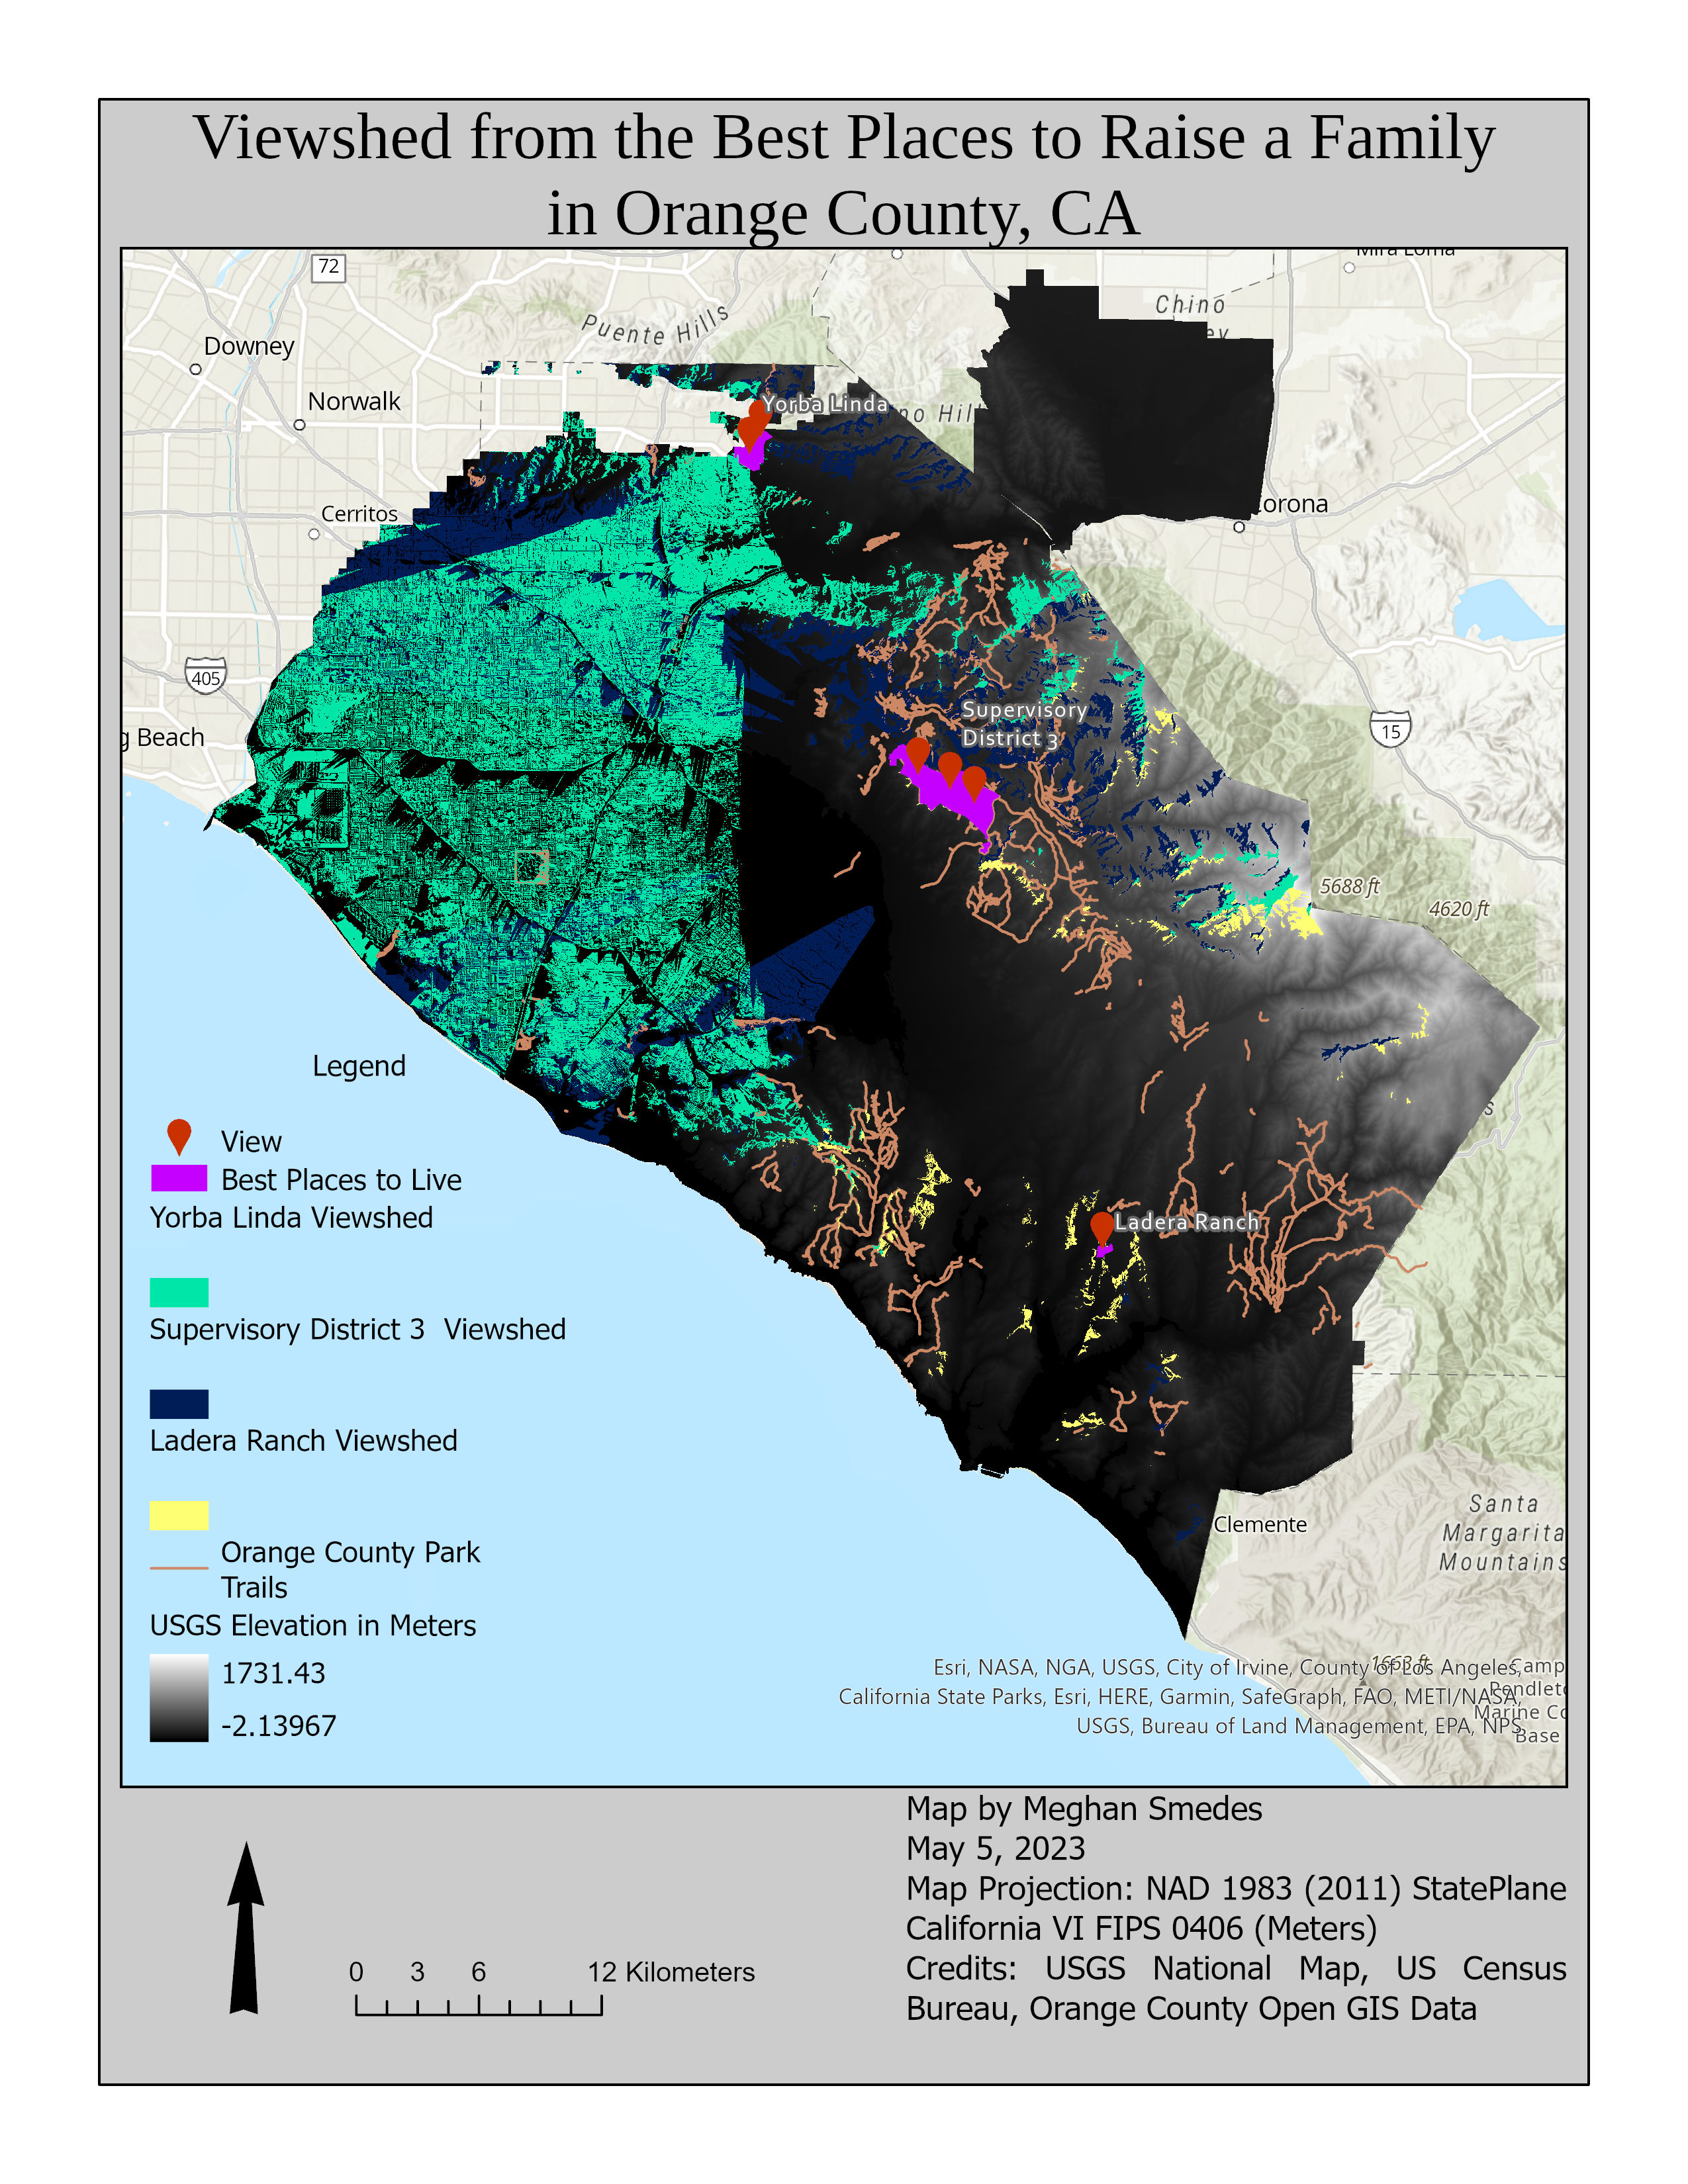 Viewshed from the Best Places to Raise a Family
in Orange County, CA
72
Puente Hills
Chino
Downey
Norwalk
Yorba Linda
Cerritos
405
15
Supervisory
District 3
5688 ft
4620 ft
Beach
Legend
View
Best Places to Live
Yorba Linda Viewshed
Supervisory District 3 Viewshed
Ladera Ranch Viewshed
Orange County Park
Trails
USGS Elevation in Meters
1731.43
-2.13967
Ladera Ranch
Clemente
Santa
Margarita
Mountains
1663 ft
Camp
Marine
Base
Esri, NASA, NGA, USGS, City of Irvine, County of Los Angeles,
California State Parks, Esri, HERE, Garmin, SafeGraph, FAO, METI/NASA,
USGS, Bureau of Land Management, EPA, NPS
0 3 6 12 Kilometers
Map by Meghan Smedes
May 5, 2023
Map Projection: NAD 1983 (2011) StatePlane
California VI FIPS 0406 (Meters)
Credits: USGS National Map, US Census
Bureau, Orange County Open GIS Data